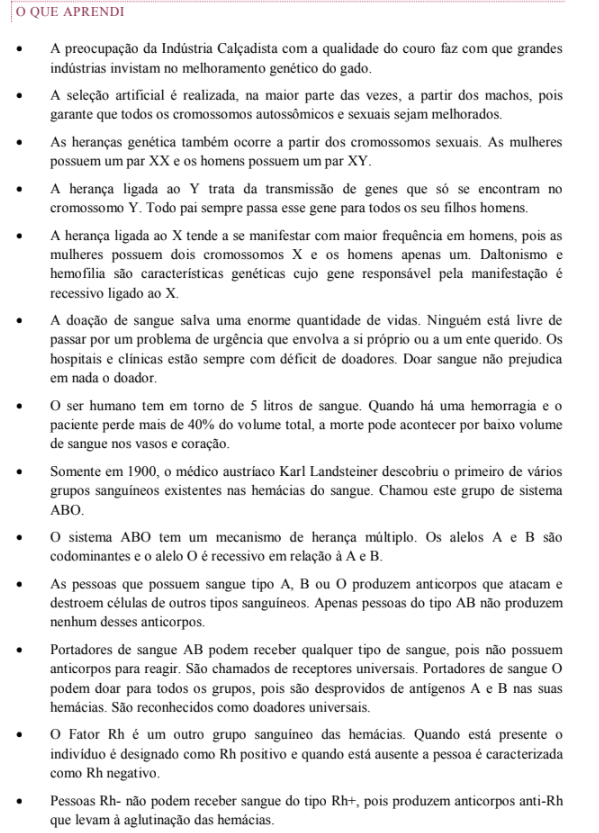 O QUE APRENDI
• A preocupação da Indústria Calçadista com a qualidade do couro faz com que grandes
indústrias invistam no melhoramento genético do gado.
• A seleção artificial é realizada, na maior parte das vezes, a partir dos machos, pois
garante que todos os cromossomos autossômicos e sexuais sejam melhorados.
• As heranças genética também ocorre a partir dos cromossomos sexuais. As mulheres
possuem um par XX e os homens possuem um par XY.
• A herança ligada ao Y trata da transmissão de genes que só se encontram no
cromossomo Y. Todo pai sempre passa esse gene para todos os seu filhos homens.
• A herança ligada ao X tende a se manifestar com maior frequência em homens, pois as
mulheres possuem dois cromossomos X e os homens apenas um. Daltonismo e
hemofilia são características genéticas cujo gene responsável pela manifestação é
recessivo ligado ao X.
• A doação de sangue salva uma enorme quantidade de vidas. Ninguém está livre de
passar por um problema de urgência que envolva a si próprio ou a um ente querido. Os
hospitais e clínicas estão sempre com déficit de doadores. Doar sangue não prejudica
em nada o doador.
• O ser humano tem em torno de 5 litros de sangue. Quando há uma hemorragia e o
paciente perde mais de 40% do volume total, a morte pode acontecer por baixo volume
de sangue nos vasos e coração.
• Somente em 1900, o médico austríaco Karl Landsteiner descobriu o primeiro de vários
grupos sanguíneos existentes nas hemácias do sangue. Chamou este grupo de sistema
ABO.
• O sistema ABO tem um mecanismo de herança múltiplo. Os alelos A e B são
codominantes e o alelo O é recessivo em relação à A e B.
• As pessoas que possuem sangue tipo A, B ou O produzem anticorpos que atacam e
destroem células de outros tipos sanguíneos. Apenas pessoas do tipo AB não produzem
nenhum desses anticorpos.
• Portadores de sangue AB podem receber qualquer tipo de sangue, pois não possuem
anticorpos para reagir. São chamados de receptores universais. Portadores de sangue O
podem doar para todos os grupos, pois são desprovidos de antígenos A e B nas suas
hemácias. São reconhecidos como doadores universais.
• O Fator Rh é um outro grupo sanguíneo das hemácias. Quando está presente o
indivíduo é designado como Rh positivo e quando está ausente a pessoa é caracterizada
como Rh negativo.
• Pessoas Rh- não podem receber sangue do tipo Rh+, pois produzem anticorpos anti-Rh
que levam à aglutinação das hemácias.